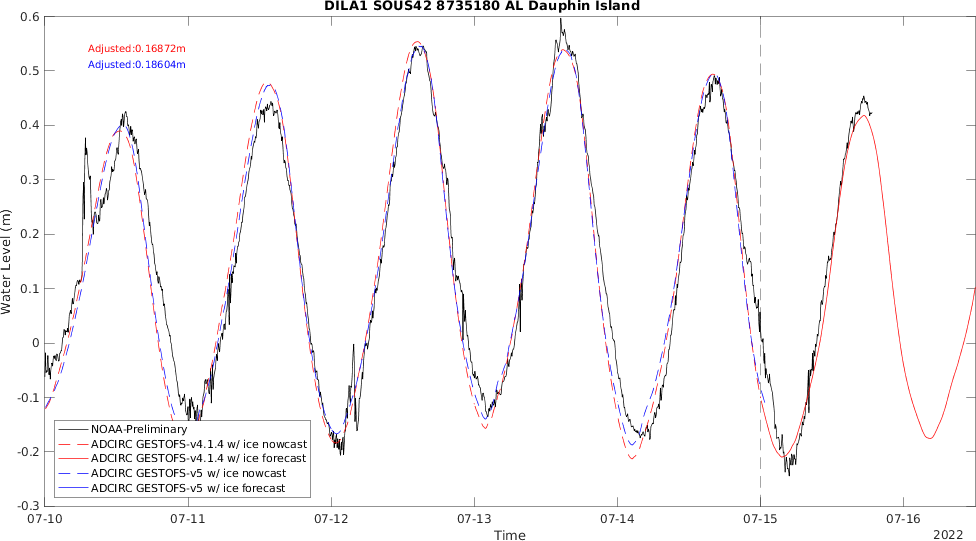 DILA1 SOUS42 8735180 AL Dauphin Island
Adjusted:0.16872m
Adjusted:0.18604m
Water Level (m)
0.6
0.5
0.4
0.3
0.2
0.1
0
-0.1
-0.2
-0.3
NOAA-Preliminary
ADCIRC GESTOFS-v4.1.4 w/ ice nowcast
ADCIRC GESTOFS-v4.1.4 w/ ice forecast
ADCIRC GESTOFS-v5 w/ ice nowcast
ADCIRC GESTOFS-v5 w/ ice forecast
07-10 07-11 07-12 07-13 07-14 07-15 07-16
Time
2022